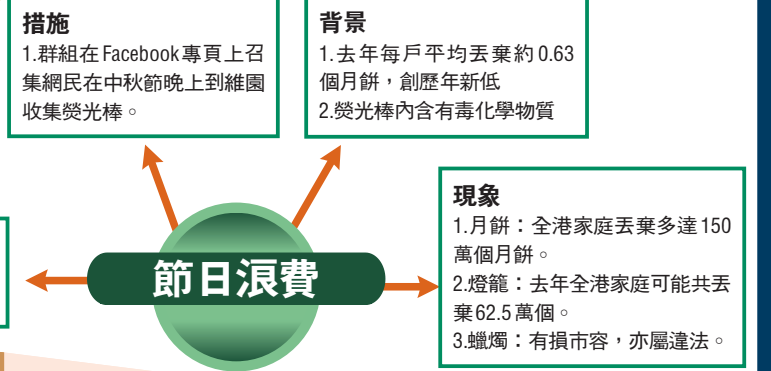 措施
1.群組在Facebook專頁上召
集網民在中秋節晚上到維園
收集熒光棒。
背景
1.去年每戶平均丟棄約0.63
個月餅，創歷年新低
2.熒光棒內含有毒化學物質
節日浪費
現象
1.月餅：全港家庭丟棄多達150
萬個月餅。
2.燈籠：去年全港家庭可能共丟
棄62.5萬個。
3.蠟燭：有損市容，亦屬違法。